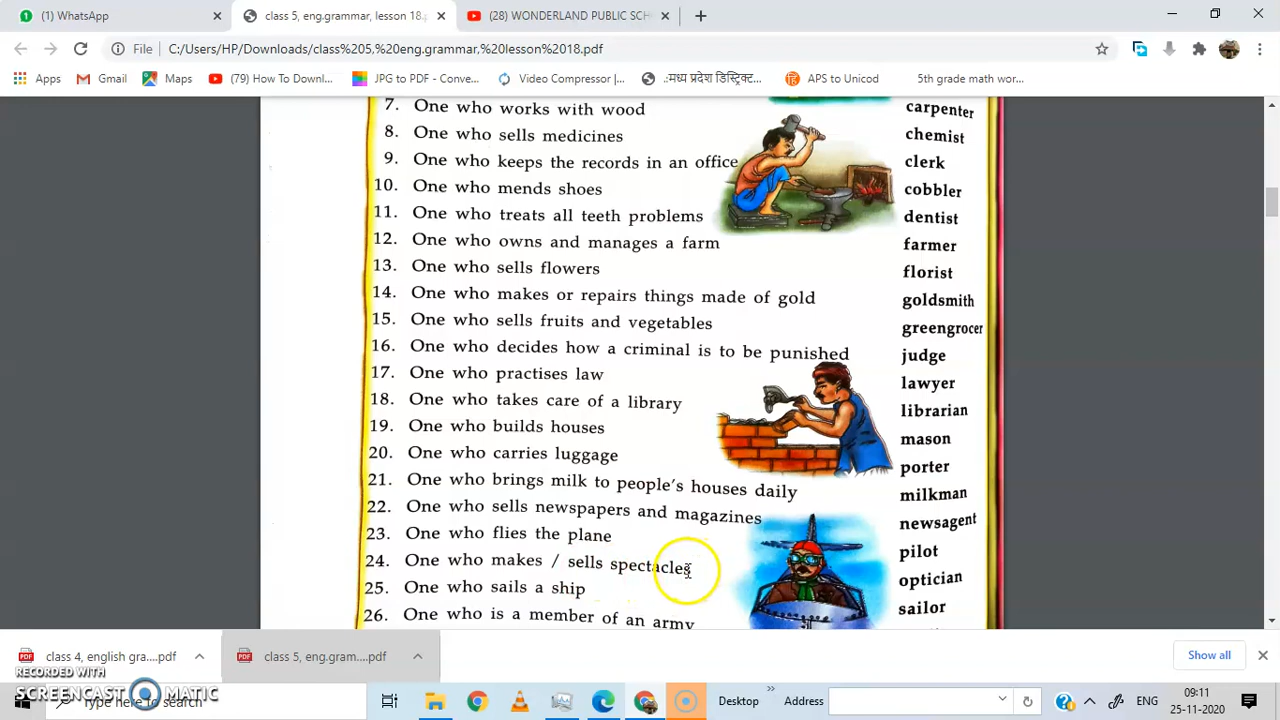 (1) WhatsApp
class 5, eng.grammar, lesson 18.p
(28) WONDERLAND PUBLIC SCH
File
C:/Users/HP/Downloads/class%205,%20eng.grammar,%20lesson%2018.pdf
Apps
Gmail
Maps
(79) How To Downl...
JPG to PDF - Conve...
Video Compressor |...
.:मध्य प्रदेश डिस्ट्रिक्ट...
APS to Unicod
5th grade math wor...
7. One who works with wood carpenter
8. One who sells medicines chemist
9. One who keeps the records in an office clerk
10. One who mends shoes cobbler
11. One who treats all teeth problems dentist
12. One who owns and manages a farm farmer
13. One who sells flowers florist
14. One who makes or repairs things made of gold goldsmith
15. One who sells fruits and vegetables greengrocer
16. One who decides how a criminal is to be punished judge
17. One who practises law lawyer
18. One who takes care of a library librarian
19. One who builds houses mason
20. One who carries luggage porter
21. One who brings milk to people's houses daily milkman
22. One who sells newspapers and magazines newsagent
23. One who flies the plane pilot
24. One who makes / sells spectacles optician
25. One who sails a ship sailor
26. One who is a member of an army
class 4, english gra....pdf
class 5, eng.gram....pdf
Show all
RECORDED WITH
SCREENCAST MATIC
Type here to search
Desktop
Address
ENG
09:11
25-11-2020